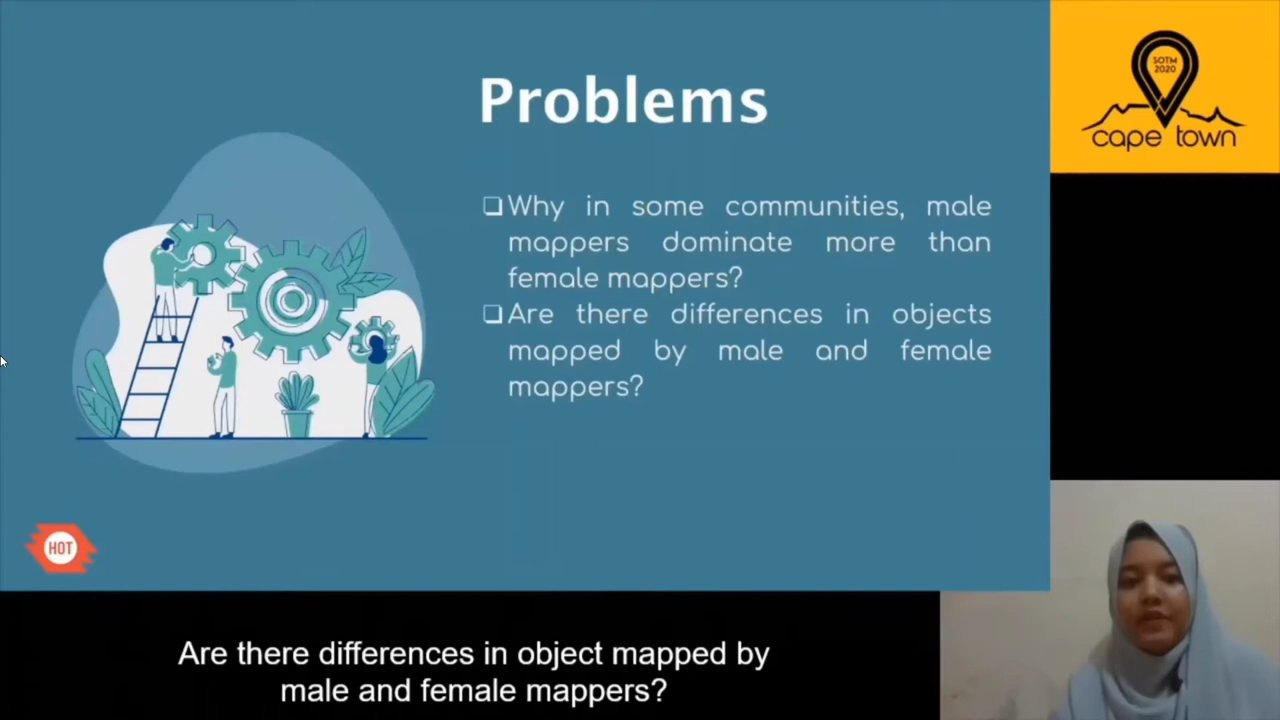 Problems
❑Why in some communities, male
mappers dominate more than
female mappers?
❑Are there differences in objects
mapped by male and female
mappers?
SOTM
2020
cape town
HOT
Are there differences in object mapped by
male and female mappers?